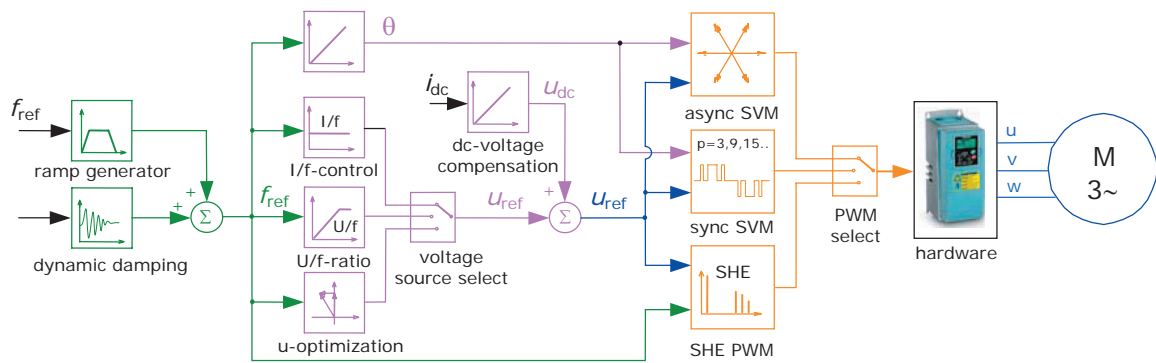 f_ref
ramp generator
dynamic damping
+
+
Σ
f_ref
θ
I/f
I/f-control
U/f
U/f-ratio
u-optimization
i_dc
u_dc
dc-voltage
compensation
voltage
source select
u_ref
+
Σ
u_ref
async SVM
p=3,9,15..
sync SVM
SHE
SHE PWM
PWM
select
hardware
u
v
w
M
3~